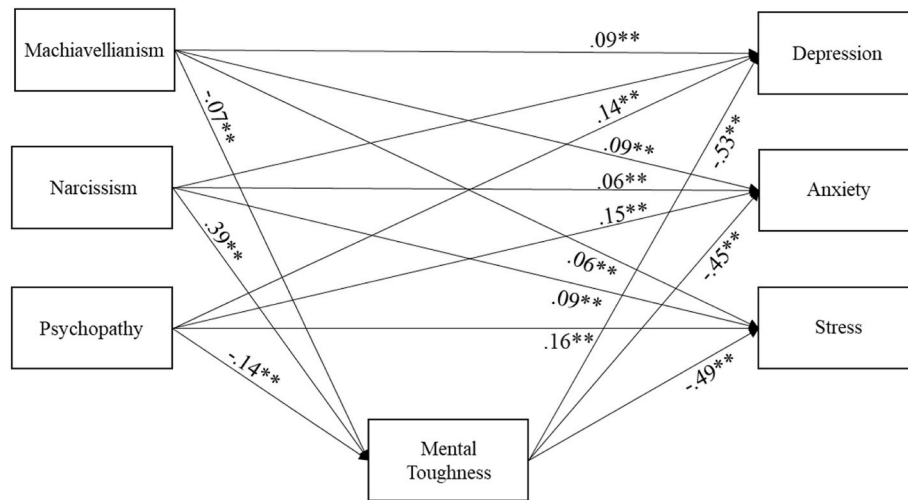 Machiavellianism
.09**
Depression
-.07**
.14**
-.53**
.09**
Narcissism
.06**
Anxiety
.39**
.15**
-.45**
.06**
.09**
Psychopathy
.16**
Stress
-.14**
-.49**
Mental
Toughness